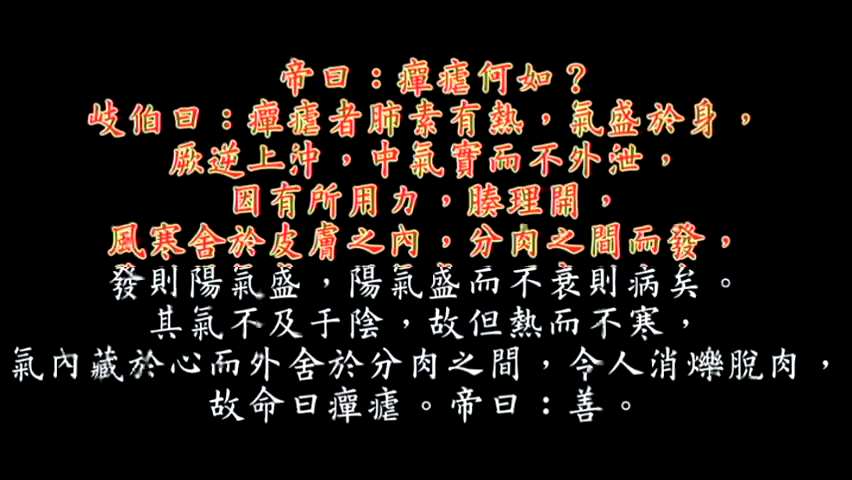 帝曰：癉瘧何如？
岐伯曰：癉瘧者肺素有熱，氣盛於身，
厥逆上沖，中氣實而不外泄，
因有所用力，腠理開，
風寒舍於皮膚之內，分肉之間而發，
發則陽氣盛，陽氣盛而不衰則病矣。
其氣不及于陰，故但熱而不寒，
氣內藏於心而外舍於分肉之間，令人消爍脫肉，
故命曰癉瘧。帝曰：善。